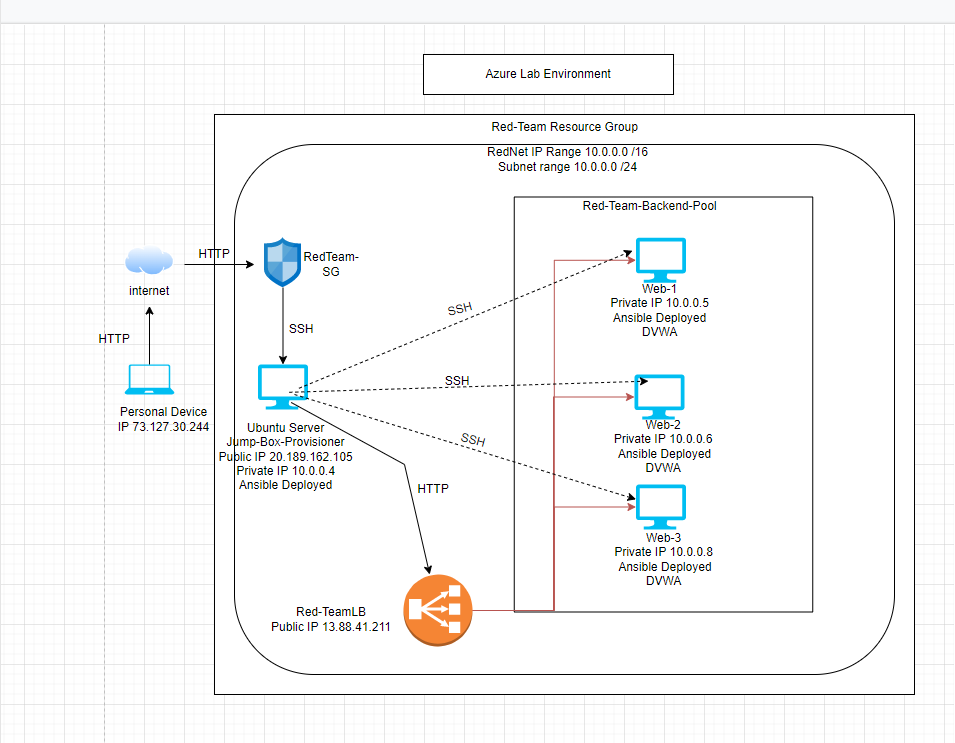 Azure Lab Environment
Red-Team Resource Group
RedNet IP Range 10.0.0.0 /16
Subnet range 10.0.0.0 /24
Red-Team-Backend-Pool
HTTP
internet
HTTP
Personal Device
IP 73.127.30.244
RedTeam-
SG
SSH
Ubuntu Server
Jump-Box-Provisioner
Public IP 20.189.162.105
Private IP 10.0.0.4
Ansible Deployed
SSH
SSH
SSH
HTTP
Web-1
Private IP 10.0.0.5
Ansible Deployed
DVWA
Web-2
Private IP 10.0.0.6
Ansible Deployed
DVWA
Web-3
Private IP 10.0.0.8
Ansible Deployed
DVWA
Red-TeamLB
Public IP 13.88.41.211